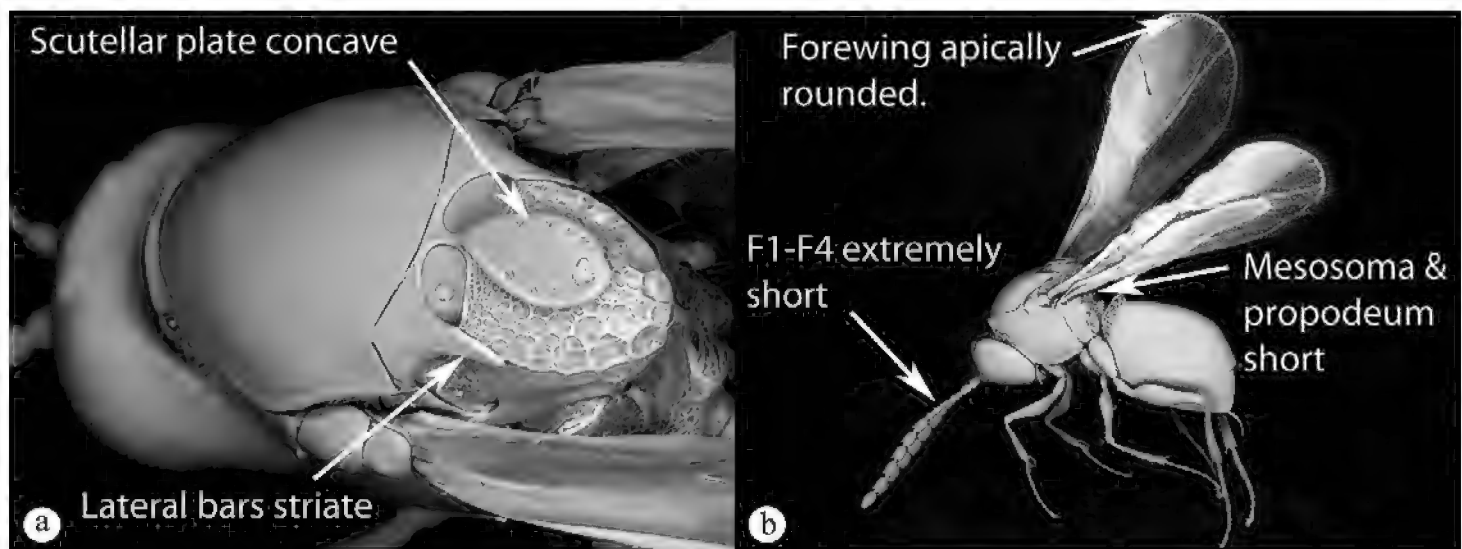 Scutellar plate concave
Lateral bars striate
a
Forewing apically
rounded.
F1-F4 extremely
short
Mesosoma &
propodeum
short
b